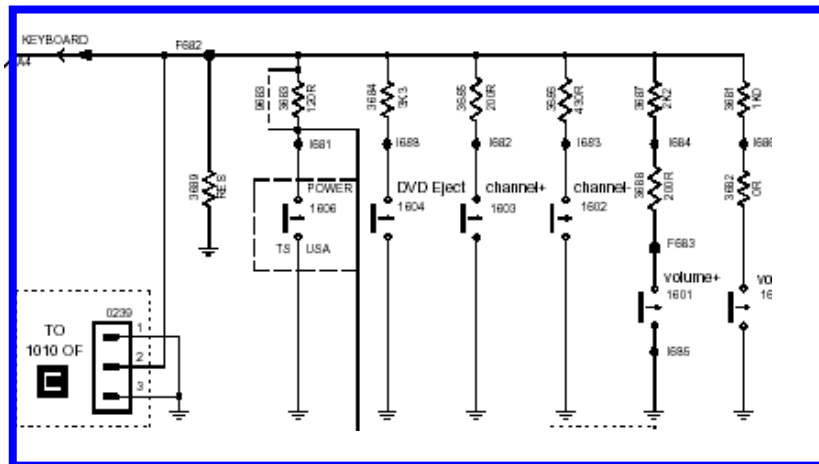 KEYBOARD
A4
F682
9683
3683
120R
3684
3K3
3685
200R
3686
430R
3687
2K2
3681
1K0
I681
I688
I682
I683
I684
I686
3689
RES
POWER
1606
TS USA
DVD Eject
1604
channel+
1603
channel-
1602
3688
200R
3682
0R
F683
volume+
1601
I685
TO
1010 OF
E
0239
1
2
3